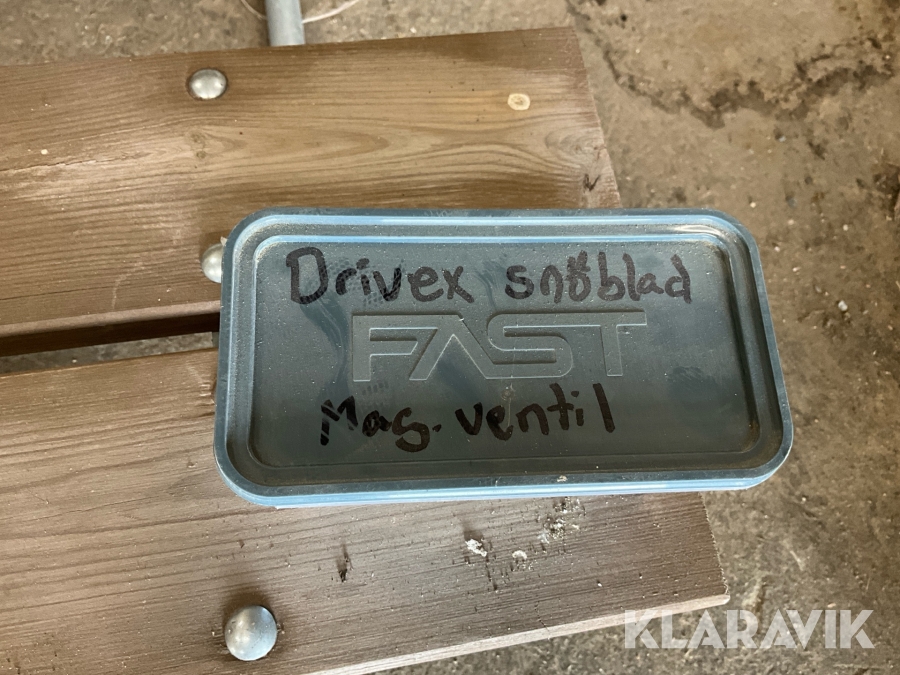 Drivex snöblad
FAST
Mag. ventil
KLARAVIK